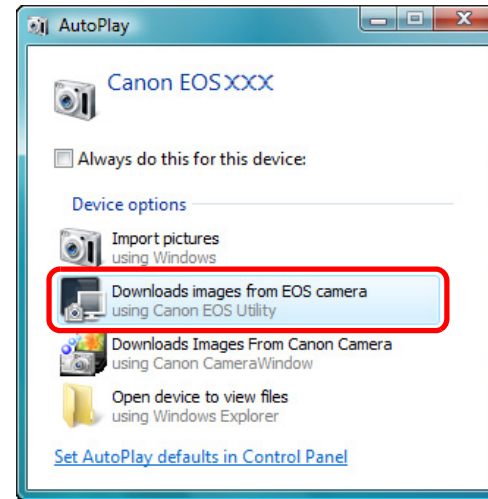 AutoPlay
Canon EOSXXX
Always do this for this device:
Device options
Import pictures
using Windows
Downloads images from EOS camera
using Canon EOS Utility
Downloads Images From Canon Camera
using Canon CameraWindow
Open device to view files
using Windows Explorer
Set AutoPlay defaults in Control Panel